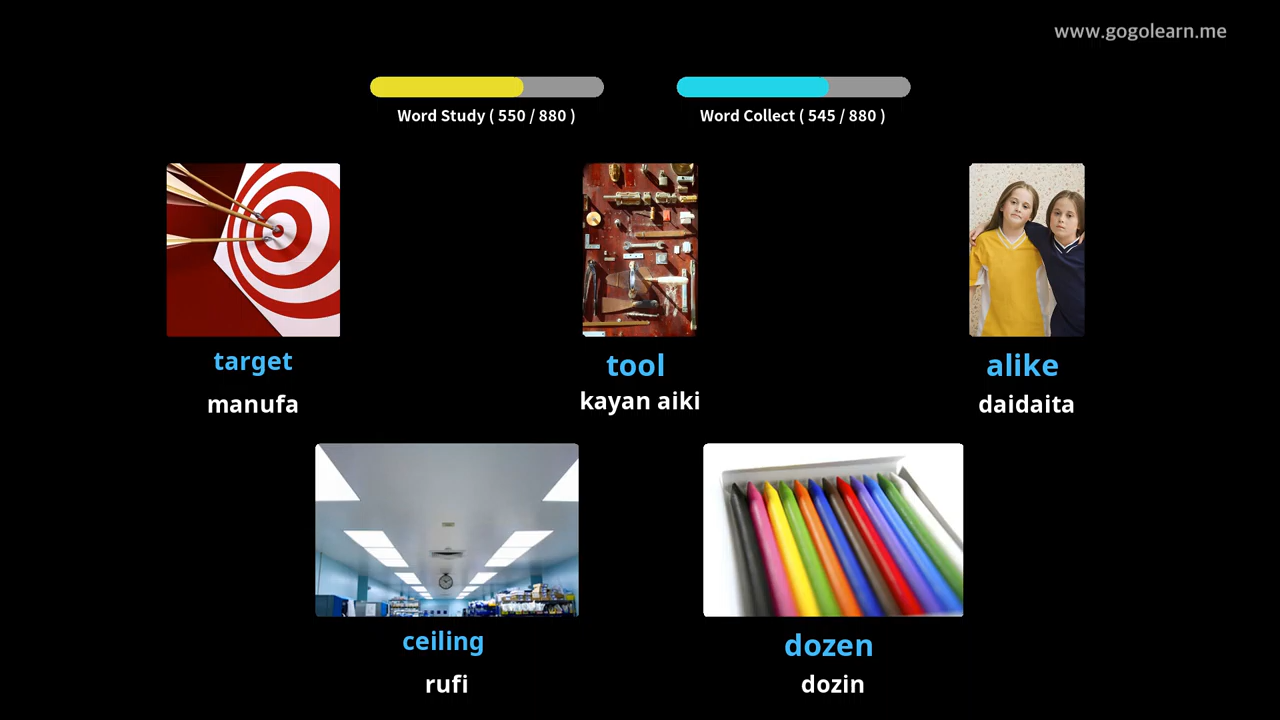 www.gogolearn.me
Word Study ( 550 / 880 )
Word Collect ( 545 / 880 )
target
tool
alike
manufa
kayan aiki
daidaita
ceiling
dozen
rufi
dozin